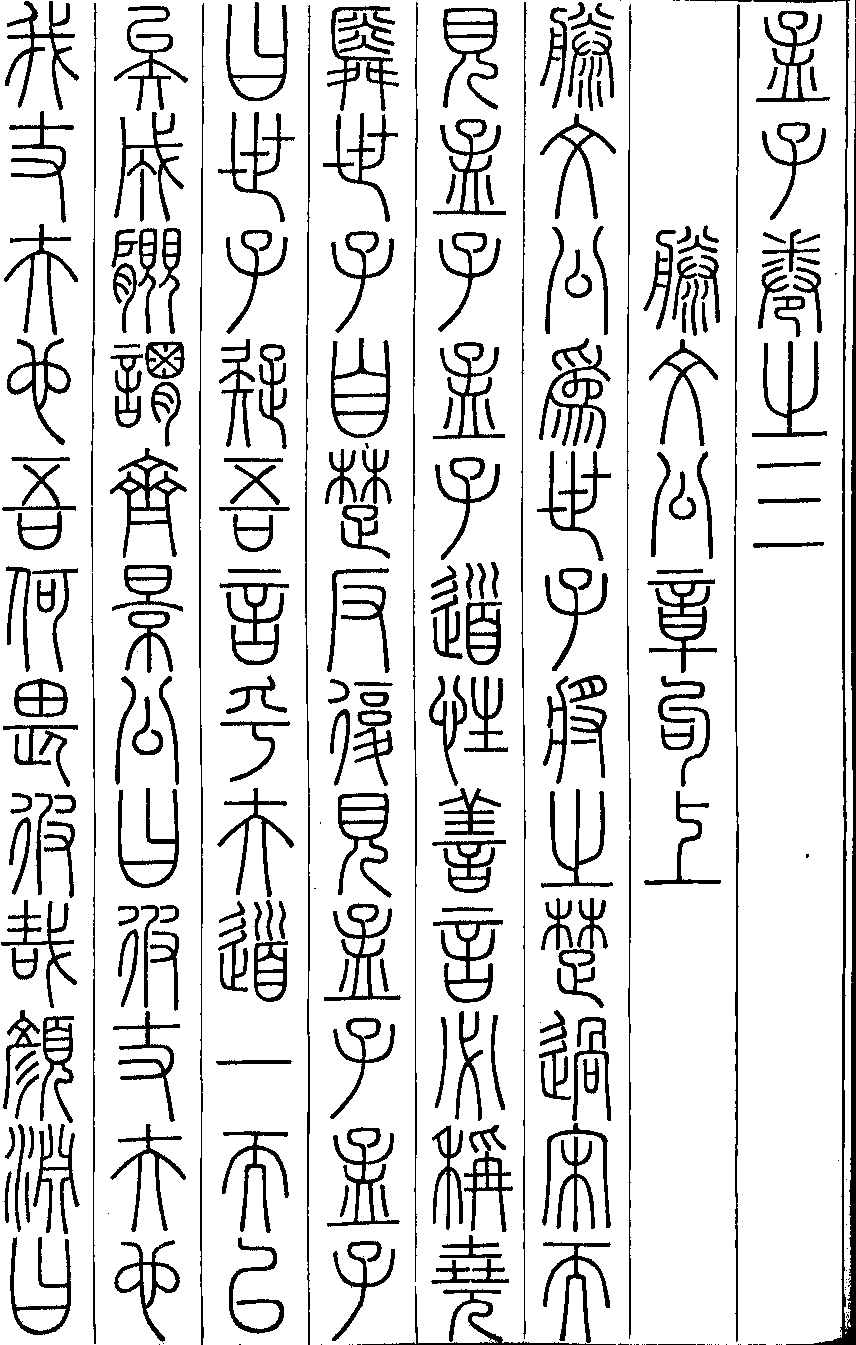 孟子卷之三
滕文公章句上
滕文公爲世子將之楚過宋而
見孟子孟子道性善言必稱堯
舜世子自楚反復見孟子孟子
曰世子疑吾言乎夫道一而已
矣成覸謂齊景公曰彼丈夫也
我丈夫也吾何畏彼哉顏淵曰